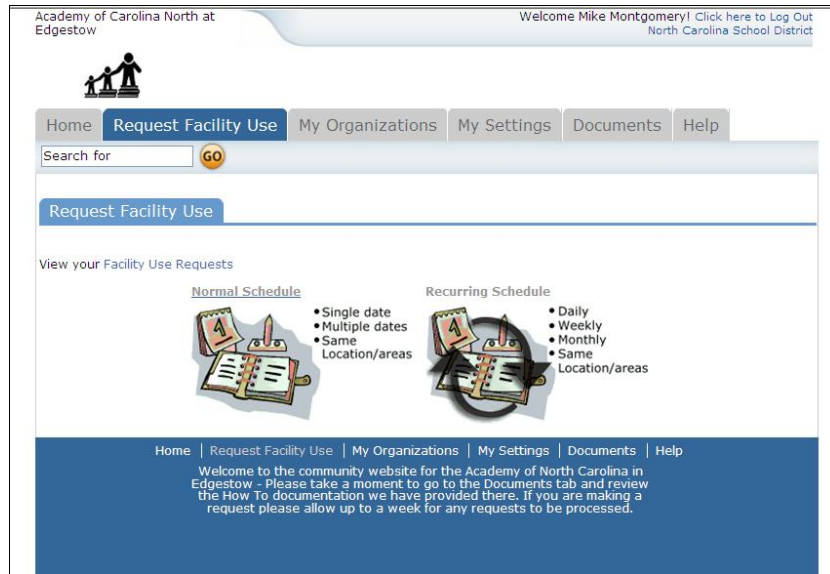 Academy of Carolina North at
Edgestow
Welcome Mike Montgomery! Click here to Log Out
North Carolina School District
Home Request Facility Use My Organizations My Settings Documents Help
Search for GO
Request Facility Use
View your Facility Use Requests
Normal Schedule
•Single date
•Multiple dates
•Same
Location/areas
1
Recurring Schedule
•Daily
•Weekly
•Monthly
•Same
Location/areas
1
Home | Request Facility Use | My Organizations | My Settings | Documents | Help
Welcome to the community website for the Academy of North Carolina in
Edgestow - Please take a moment to go to the Documents tab and review
the How To documentation we have provided there. If you are making a
request please allow up to a week for any requests to be processed.